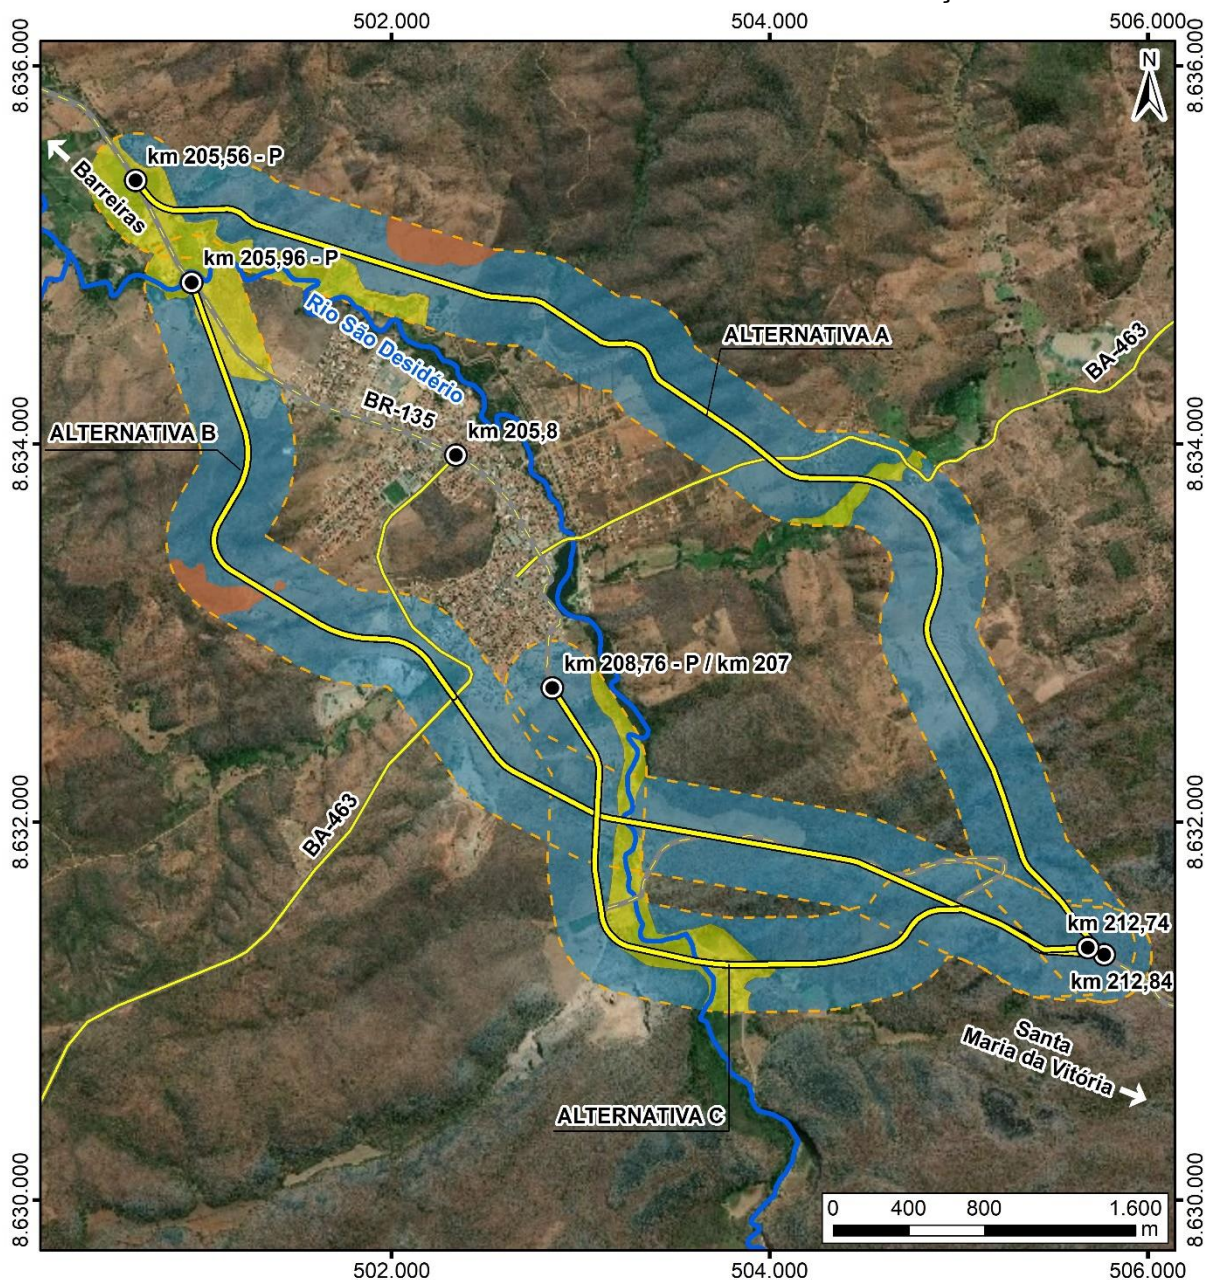 502.000
504.000
506.000
8.636.000
8.636.000
N
km 205,56 - P
Barreiras
km 205,96 - P
Rio São Desidério
ALTERNATIVA A
BA-463
BR-135
km 205,8
ALTERNATIVA B
8.634.000
8.634.000
km 208,76 - P / km 207
BA-463
8.632.000
8.632.000
km 212,74
km 212,84
Santa
Maria da Vitória
ALTERNATIVA C
8.630.000
8.630.000
0 400 800 1.600
m
502.000
504.000
506.000